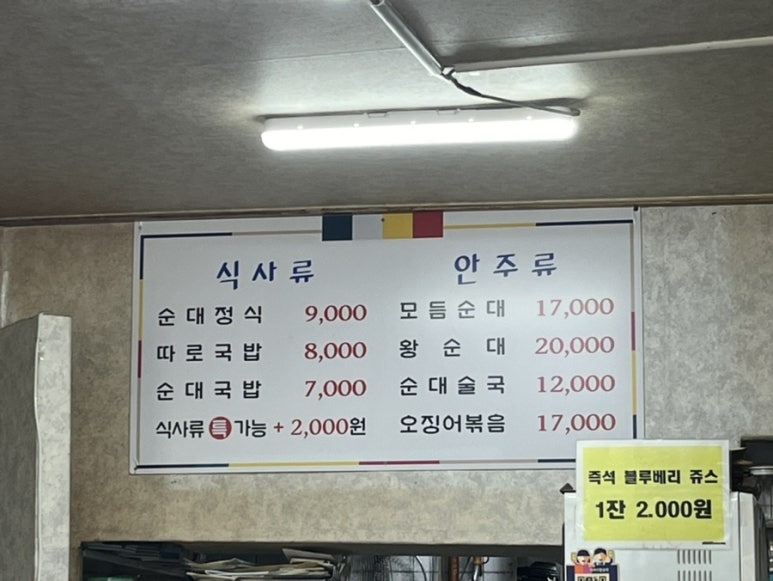 식사류
순대정식 9,000
따로국밥 8,000
순대국밥 7,000
식사류 특 가능 + 2,000원
안주류
모듬순대 17,000
왕순대 20,000
순대술국 12,000
오징어볶음 17,000
즉석 블루베리 쥬스
1잔 2.000원